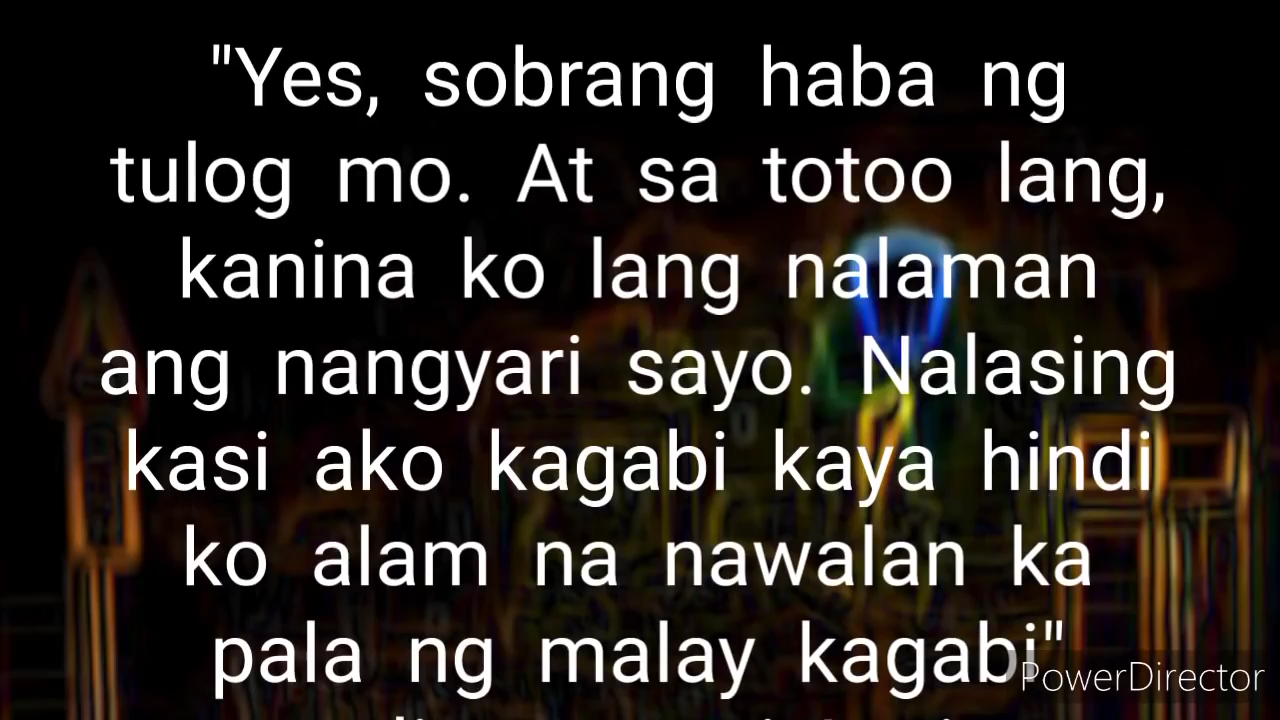 "Yes, sobrang haba ng
tulog mo. At sa totoo lang,
kanina ko lang nalaman
ang nangyari sayo. Nalasing
kasi ako kagabi kaya hindi
ko alam na nawalan ka
pala ng malay kagabi"
PowerDirector